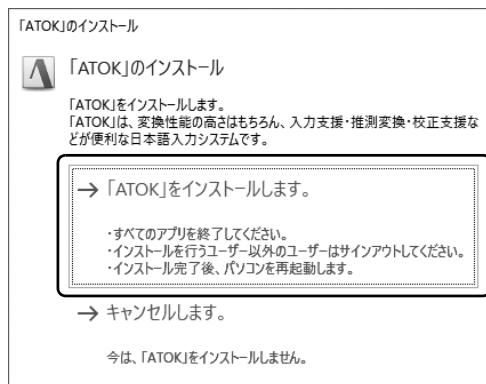 「ATOK」のインストール
「ATOK」のインストール
「ATOK」をインストールします。
「ATOK」は、変換性能の高さはもちろん、入力支援・推測変換・校正支援な
どが便利な日本語入力システムです。
→「ATOK」をインストールします。
・すべてのアプリを終了してください。
・インストールを行うユーザー以外のユーザーはサインアウトしてください。
・インストール完了後、パソコンを再起動します。
→ キャンセルします。
今は、「ATOK」をインストールしません。